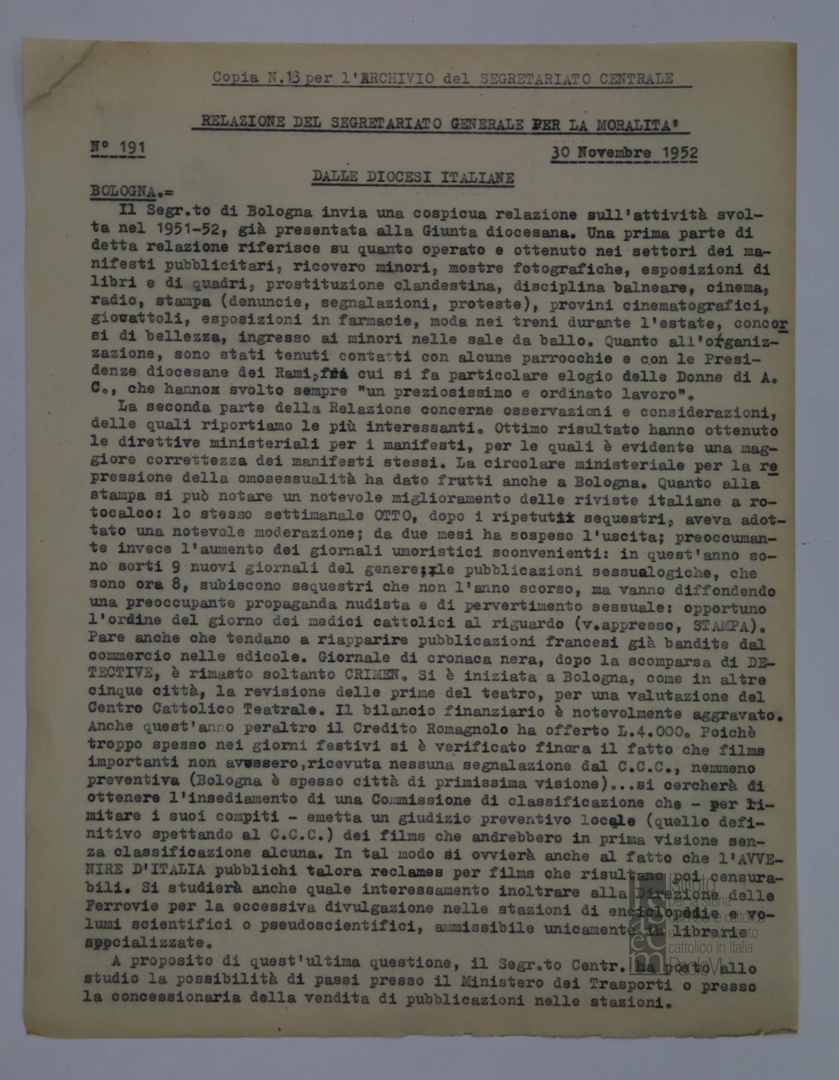 Copia N.13 per l'ARCHIVIO del SEGRETARIATO CENTRALE
RELAZIONE DEL SEGRETARIATO GENERALE PER LA MORALITA'
N° 191
30 Novembre 1952
DALLE DIOCESI ITALIANE
BOLOGNA.=
Il Segr.to di Bologna invia una cospicua relazione sull'attività svol-
ta nel 1951-52, già presentata alla Giunta diocesana. Una prima parte di
detta relazione riferisce su quanto operato e ottenuto nei settori dei ma-
nifesti pubblicitari, ricovero minori, mostre fotografiche, esposizioni di
libri e di quadri, prostituzione clandestina, disciplina balneare, cinema,
radio, stampa (denuncie, segnalazioni, proteste), provini cinematografici,
giocattoli, esposizioni in farmacie, moda nei treni durante l'estate, concor
si di bellezza, ingresso ai minori nelle sale da ballo. Quanto all'organiz-
zazione, sono stati tenuti contatti con alcune parrocchie e con le Presi-
denze diocesane dei Rami, fra cui si fa particolare elogio delle Donne di A.
C., che hanno svolto sempre "un preziosissimo e ordinato lavoro".
La seconda parte della Relazione concerne osservazioni e considerazioni,
delle quali riportiamo le più interessanti. Ottimo risultato hanno ottenuto
le direttive ministeriali per i manifesti, per le quali è evidente una mag-
giore correttezza dei manifesti stessi. La circolare ministeriale per la re
pressione della omosessualità ha dato frutti anche a Bologna. Quanto alla
stampa si può notare un notevole miglioramento delle riviste italiane a ro-
tocalco: lo stesso settimanale OTTO, dopo i ripetuti sequestri, aveva adot-
tato una notevole moderazione; da due mesi ha sospeso l'uscita; preoccuman-
te invece l'aumento dei giornali umoristici sconvenienti: in quest'anno so-
no sorti 9 nuovi giornali del genere; le pubblicazioni sessualogiche, che
sono ora 8, subiscono sequestri che non l'anno scorso, ma vanno diffondendo
una preoccupante propaganda nudista e di pervertimento sessuale: opportuno
l'ordine del giorno dei medici cattolici al riguardo (v.appresso, STAMPA).
Pare anche che tendano a riapparire pubblicazioni francesi già bandite dal
commercio nelle edicole. Giornale di cronaca nera, dopo la scomparsa di DE-
TECTIVE, è rimasto soltanto CRIMEN. Si è iniziata a Bologna, come in altre
cinque città, la revisione delle prime del teatro, per una valutazione del
Centro Cattolico Teatrale. Il bilancio finanziario è notevolmente aggravato.
Anche quest'anno peraltro il Credito Romagnolo ha offerto L.4.000. Poichè
troppo spesso nei giorni festivi si è verificato finora il fatto che films
importanti non avessero ricevuta nessuna segnalazione dal C.C.C., nemmeno
preventiva (Bologna è spesso città di primissima visione)...si cercherà di
ottenere l'insediamento di una Commissione di classificazione che - per li-
mitare i suoi compiti - emetta un giudizio preventivo locale (quello defi-
nitivo spettando al C.C.C.) dei films che andrebbero in prima visione sen-
za classificazione alcuna. In tal modo si ovvierà anche al fatto che l'AVVE-
NIRE D'ITALIA pubblichi talora reclames per films che risultano poi censura-
bili. Si studierà anche quale interessamento inoltrare alla Direzione delle
Ferrovie per la eccessiva divulgazione nelle stazioni di enciclopedie o vo-
lumi scientifici o pseudoscientifici, ammissibile unicamente in librarie
specializzate.
A proposito di quest'ultima questione, il Segr.to Centr. ha posto allo
studio la possibilità di passi presso il Ministero dei Trasporti o presso
la concessionaria della vendita di pubblicazioni nelle stazioni.
Istituto
cattolico in Italia
Paolo VI